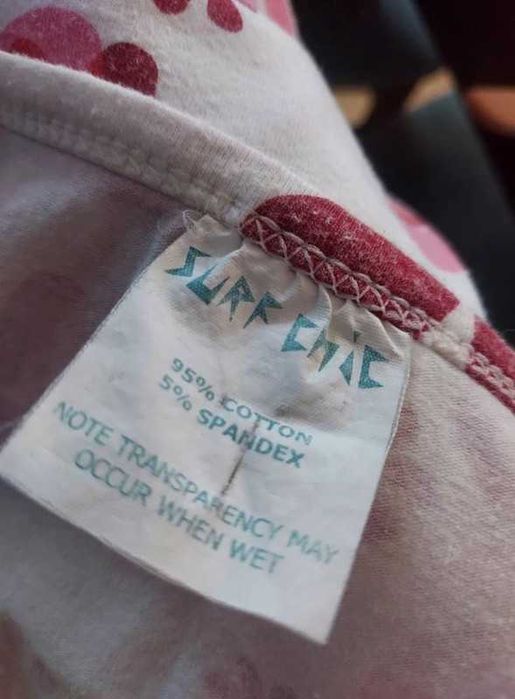 SURF CHIC
95% COTTON
5% SPANDEX
NOTE TRANSPARENCY MAY
OCCUR WHEN WET